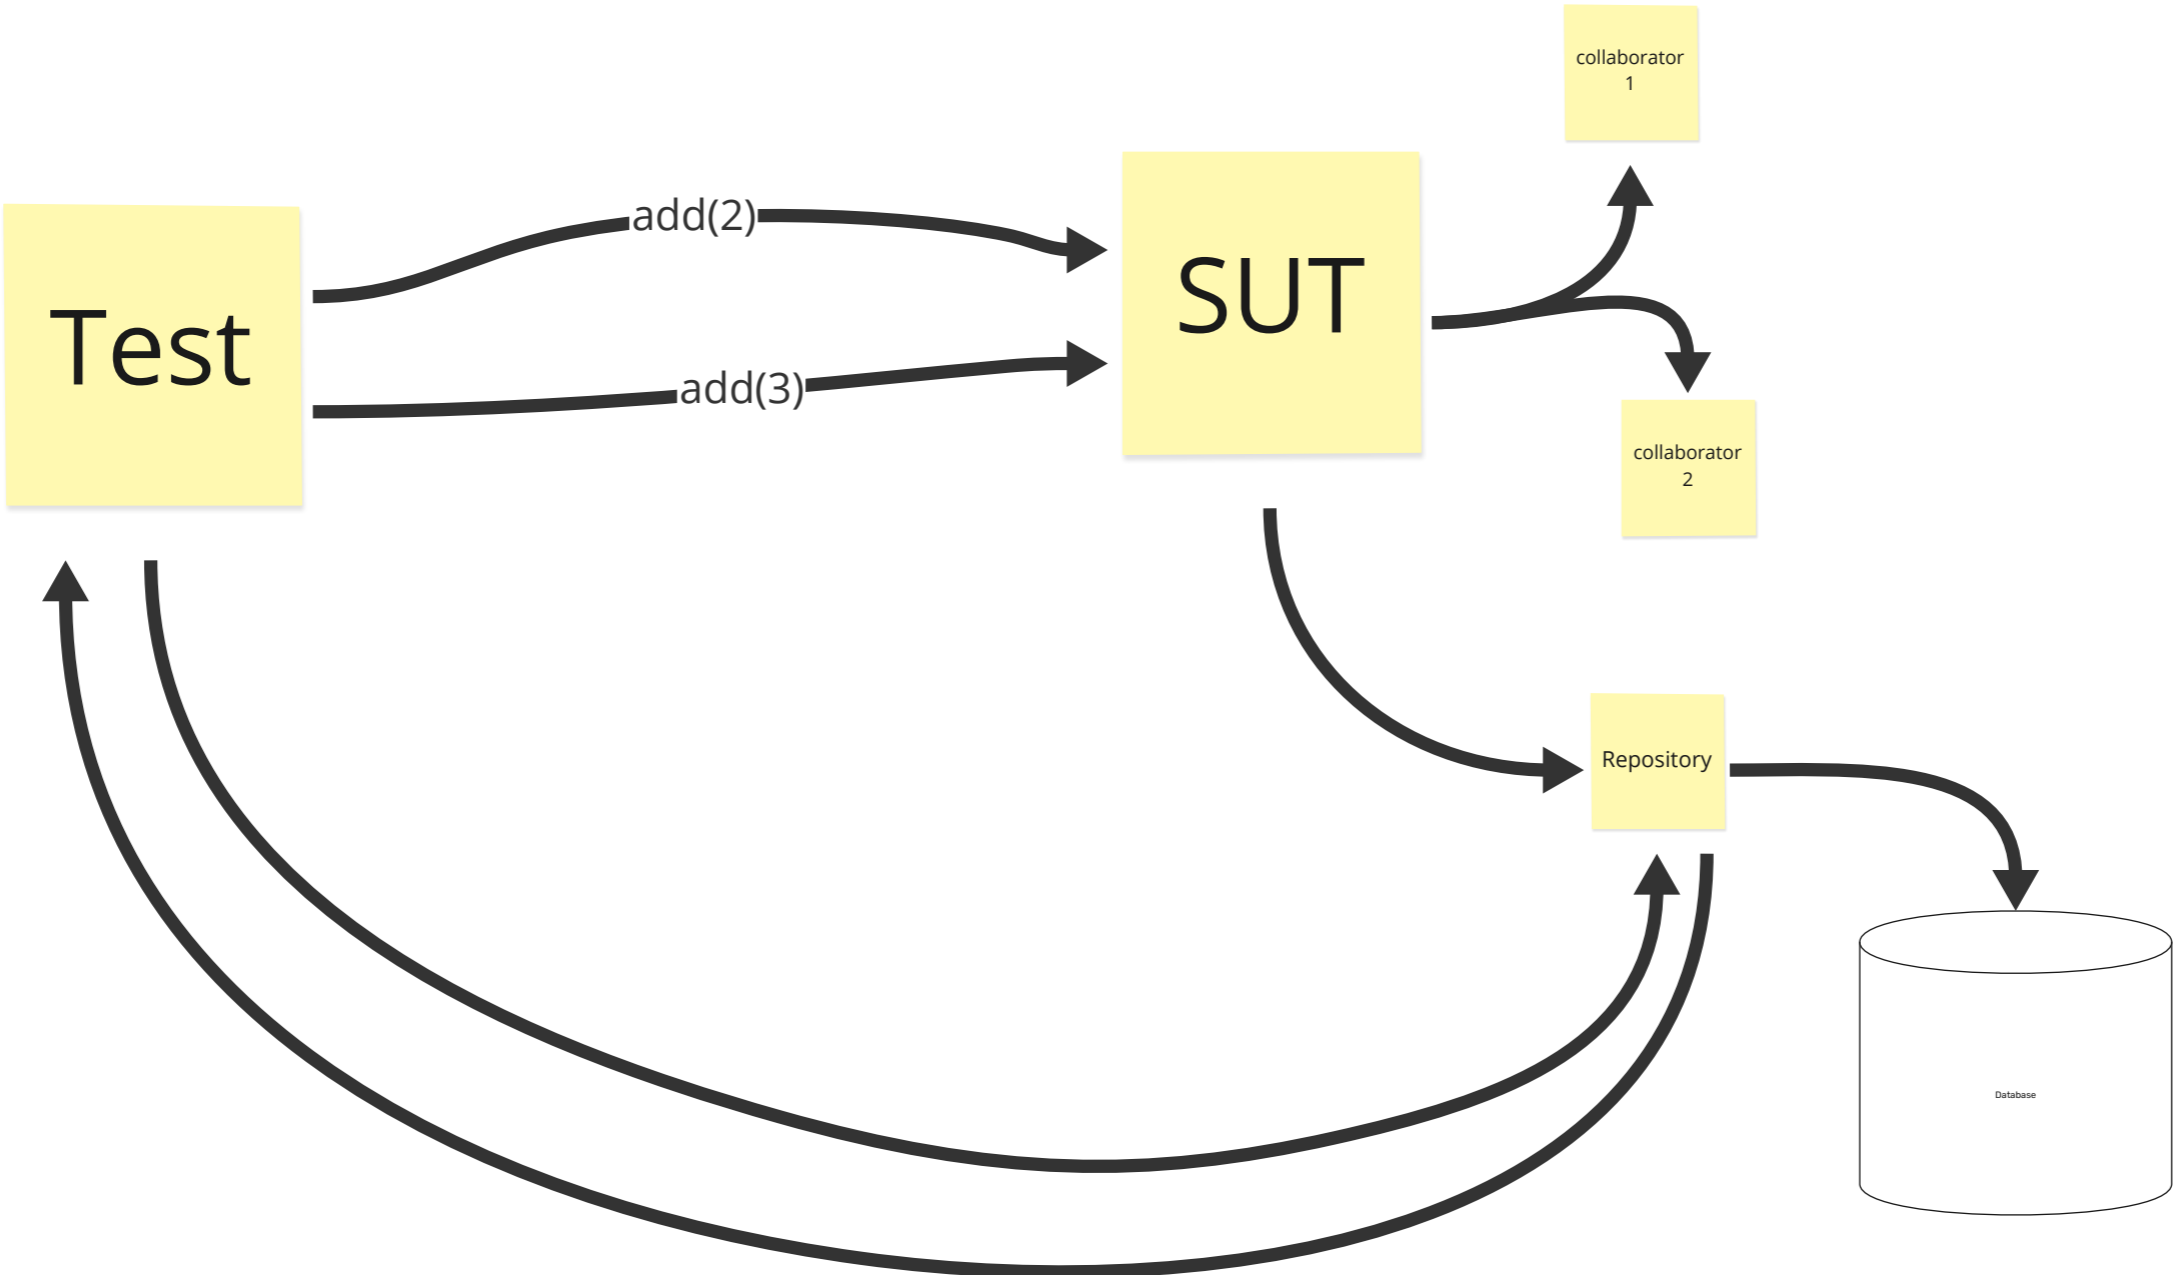 collaborator
1
add(2)
SUT
Test
add(3)
collaborator
2
Repository
Database